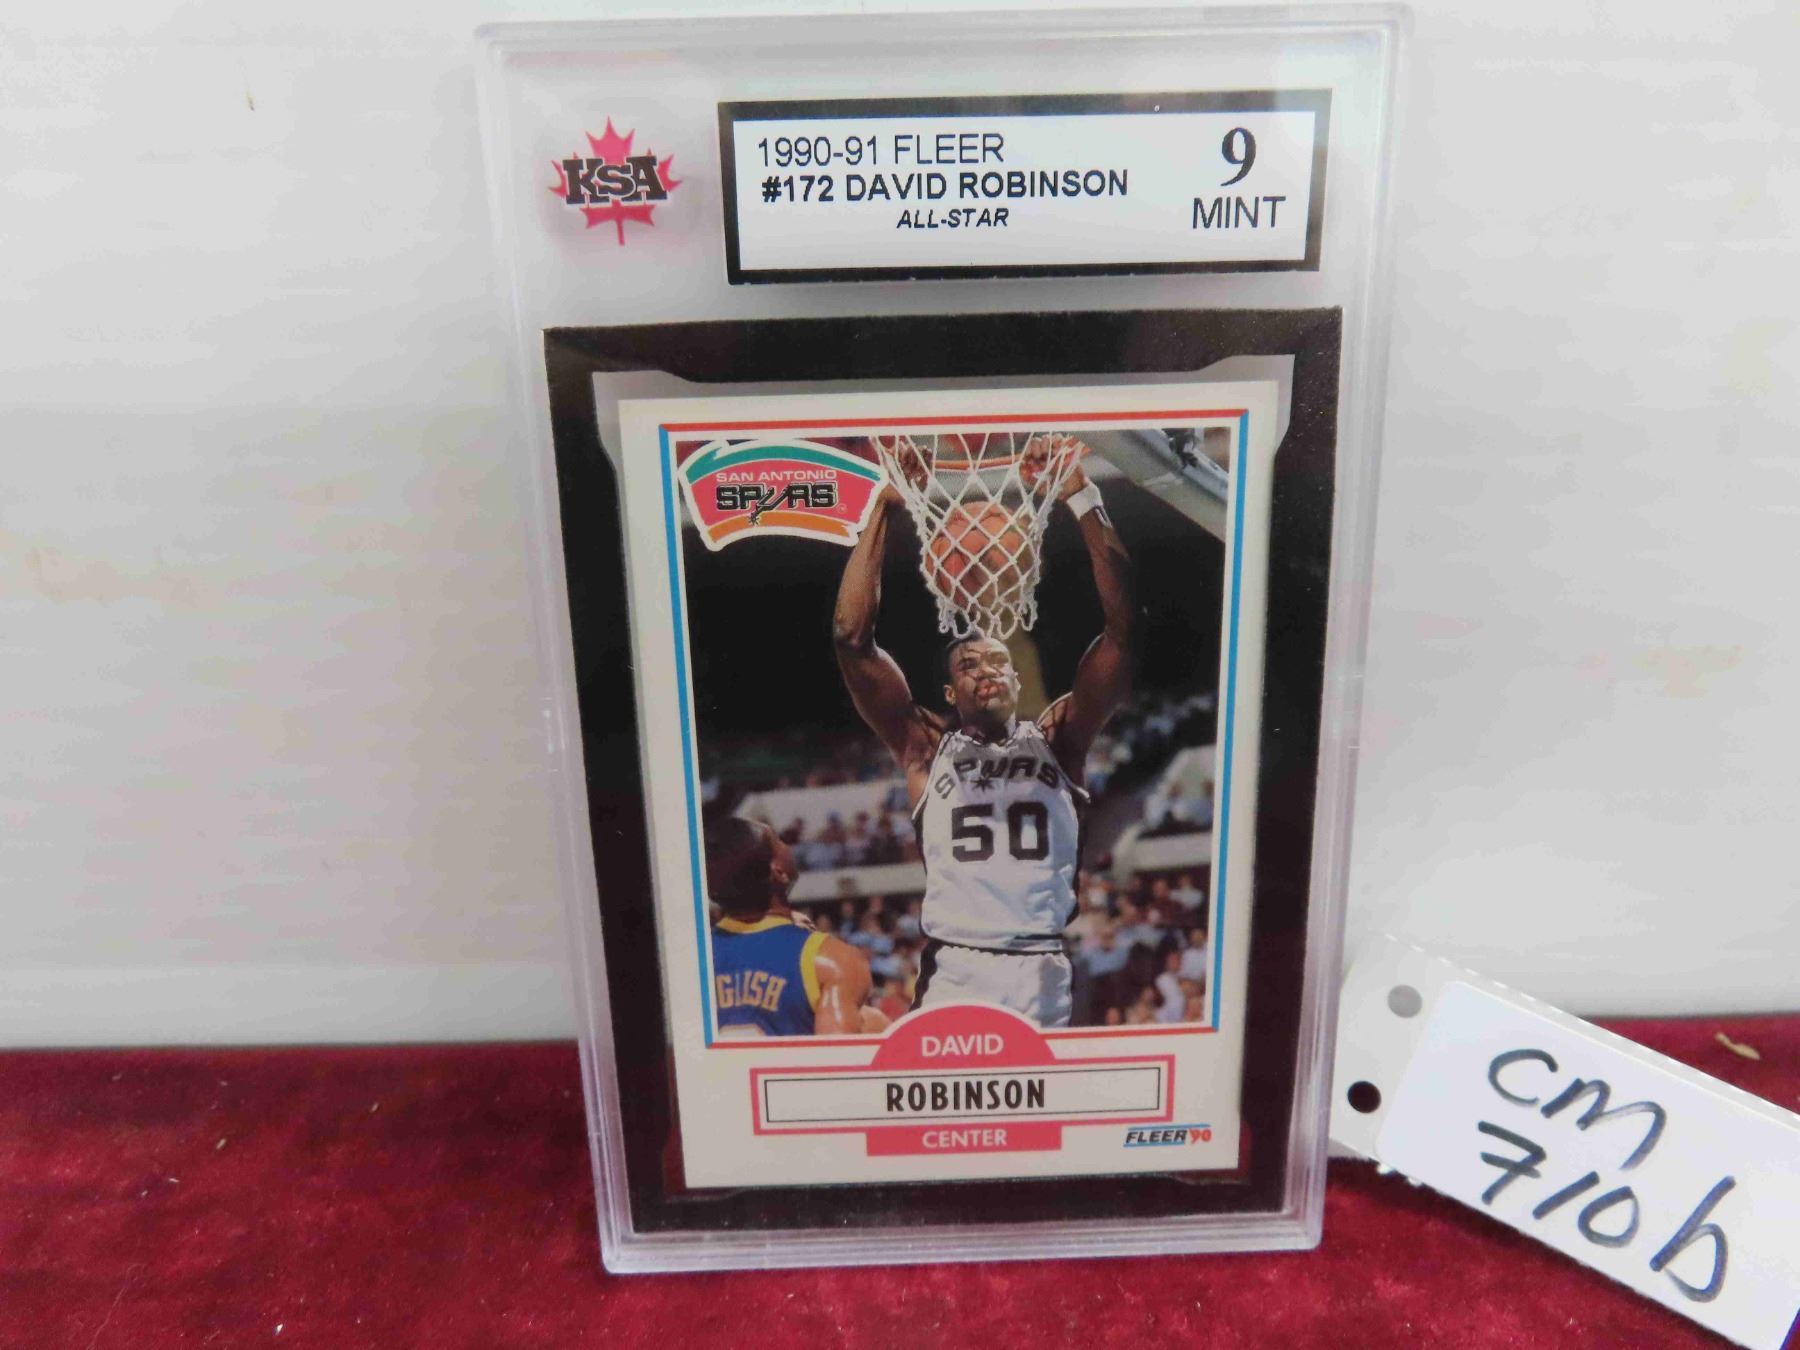 KSA
1990-91 FLEER
#172 DAVID ROBINSON
ALL-STAR
9
MINT
SAN ANTONIO
SPURS
SPURS
50
GLISH
DAVID
ROBINSON
CENTER
FLEER '90
CM
710b